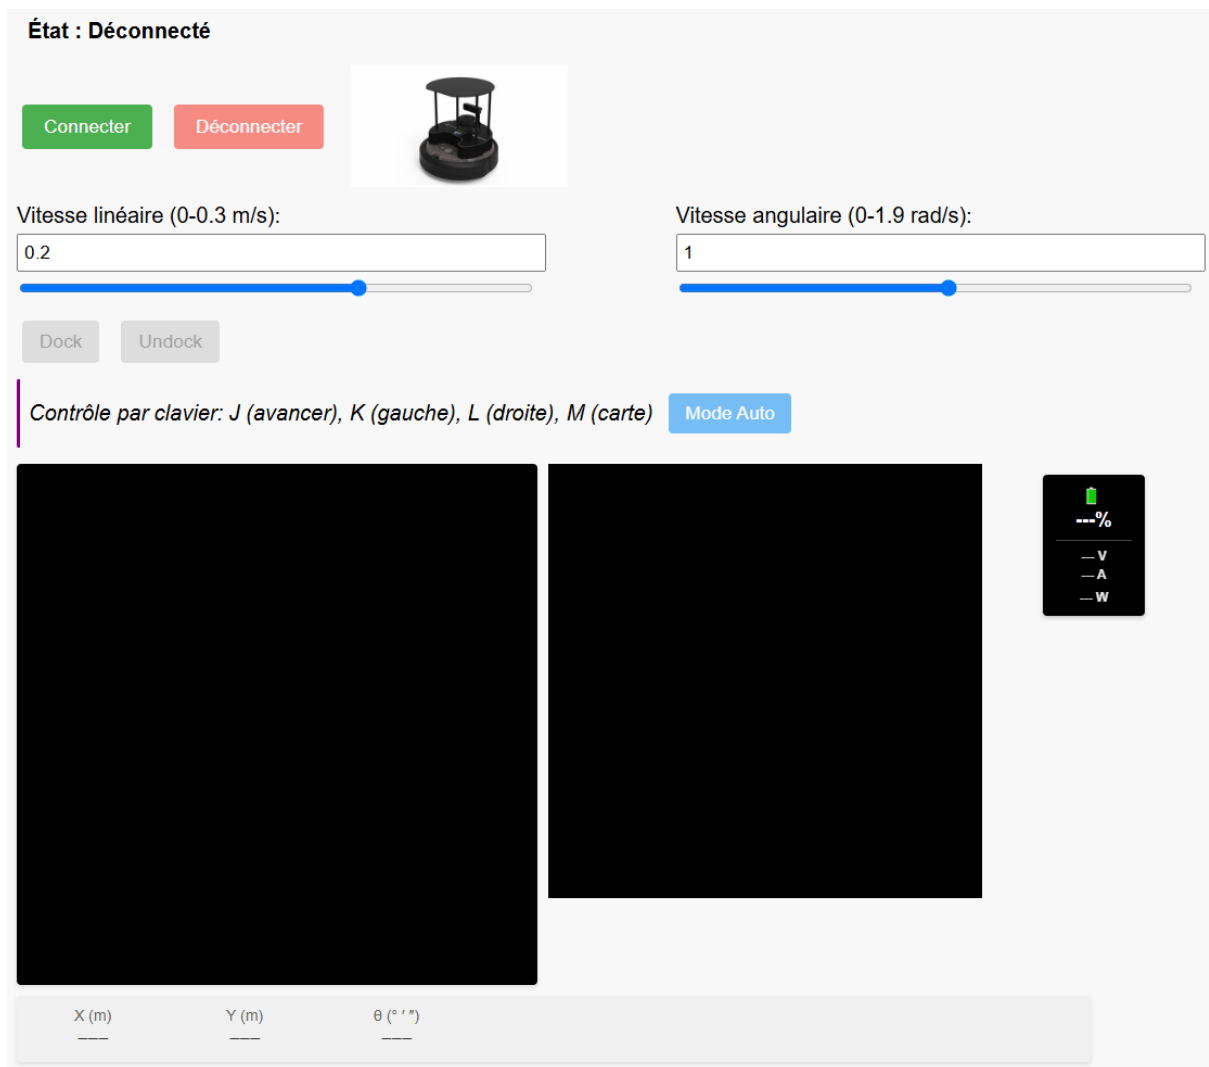 État : Déconnecté
Connecter
Déconnecter
Vitesse linéaire (0-0.3 m/s):
Vitesse angulaire (0-1.9 rad/s):
0.2
1
Dock
Undock
Contrôle par clavier: J (avancer), K (gauche), L (droite), M (carte)
Mode Auto
---%
--- V
--- A
--- W
X (m)
Y (m)
θ (° ′ ″)
---
---
---